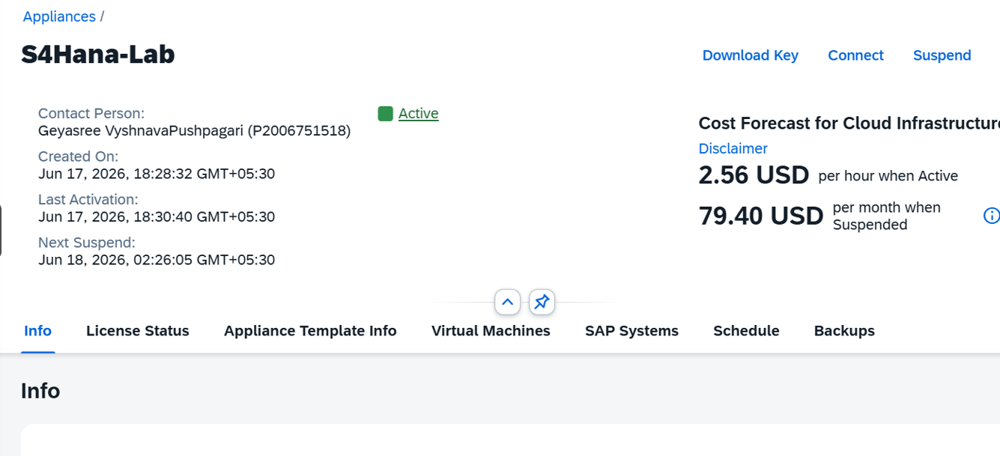 Appliances /
S4Hana-Lab
Download Key Connect Suspend
Contact Person:
Geyasree VyshnavaPushpagari (P2006751518)
Active
Created On:
Jun 17, 2026, 18:28:32 GMT+05:30
Last Activation:
Jun 17, 2026, 18:30:40 GMT+05:30
Next Suspend:
Jun 18, 2026, 02:26:05 GMT+05:30
Cost Forecast for Cloud Infrastructure
Disclaimer
2.56 USD per hour when Active
79.40 USD per month when
Suspended
Info License Status Appliance Template Info Virtual Machines SAP Systems Schedule Backups
Info